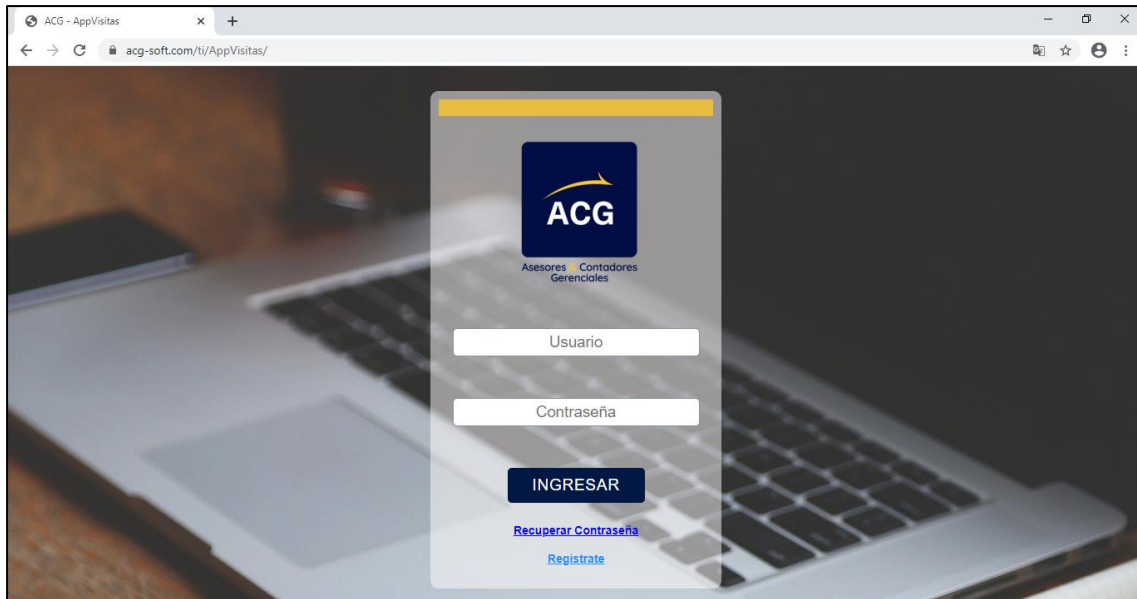 ACG - AppVisitas
acg-soft.com/ti/AppVisitas/
ACG
Asesores & Contadores
Gerenciales
Usuario
Contraseña
INGRESAR
Recuperar Contraseña
Registrate